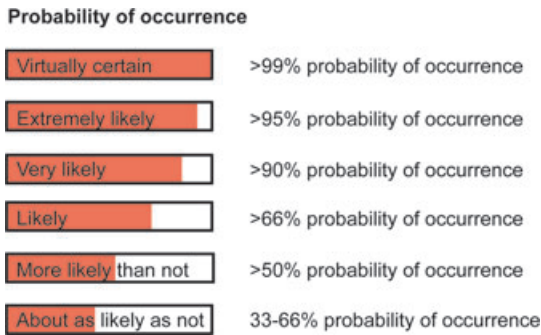 Probability of occurrence
Virtually certain >99% probability of occurrence
Extremely likely >95% probability of occurrence
Very likely >90% probability of occurrence
Likely >66% probability of occurrence
More likely than not >50% probability of occurrence
About as likely as not 33-66% probability of occurrence